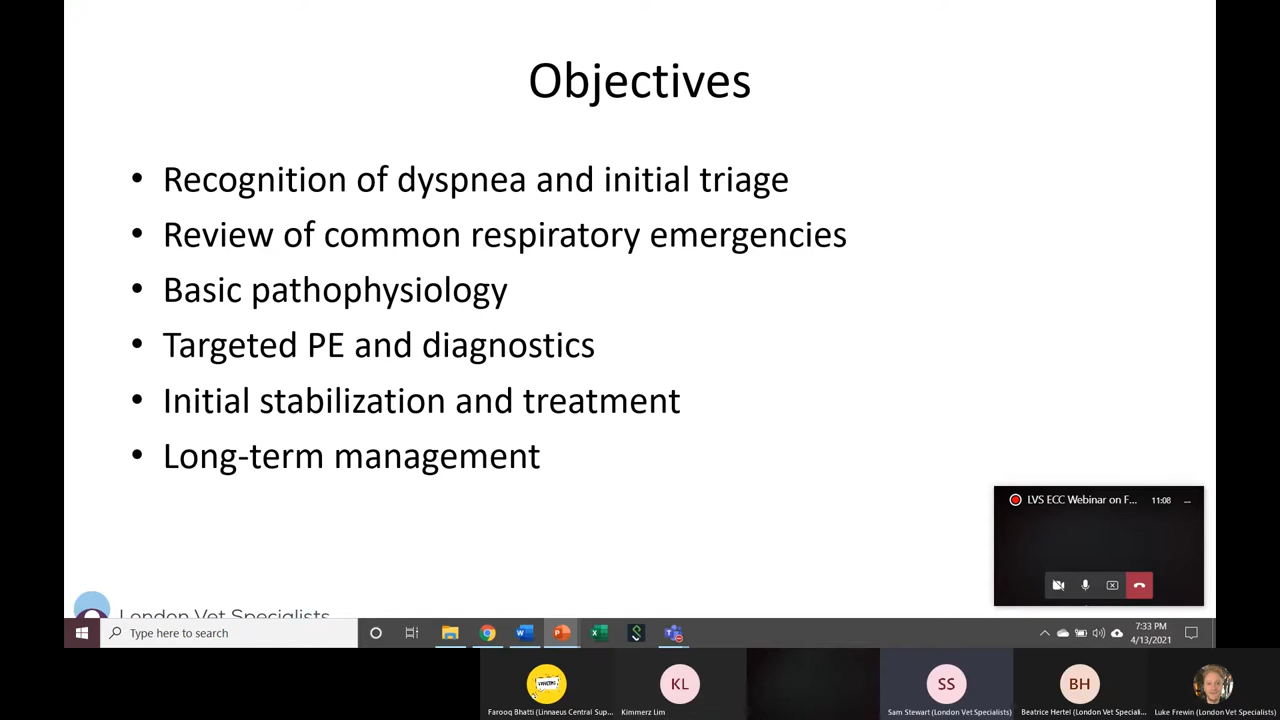 Objectives
• Recognition of dyspnea and initial triage
• Review of common respiratory emergencies
• Basic pathophysiology
• Targeted PE and diagnostics
• Initial stabilization and treatment
• Long-term management
LVS ECC Webinar on F... 11:08
London Vet Specialists
Type here to search
7:33 PM
4/13/2021
KL
SS
BH
Farooq Bhatti (Linnaeus Central Sup...
Kimmerz Lim
Sam Stewart (London Vet Specialists)
Beatrice Hertel (London Vet Speciali...
Luke Frewin (London Vet Specialists)